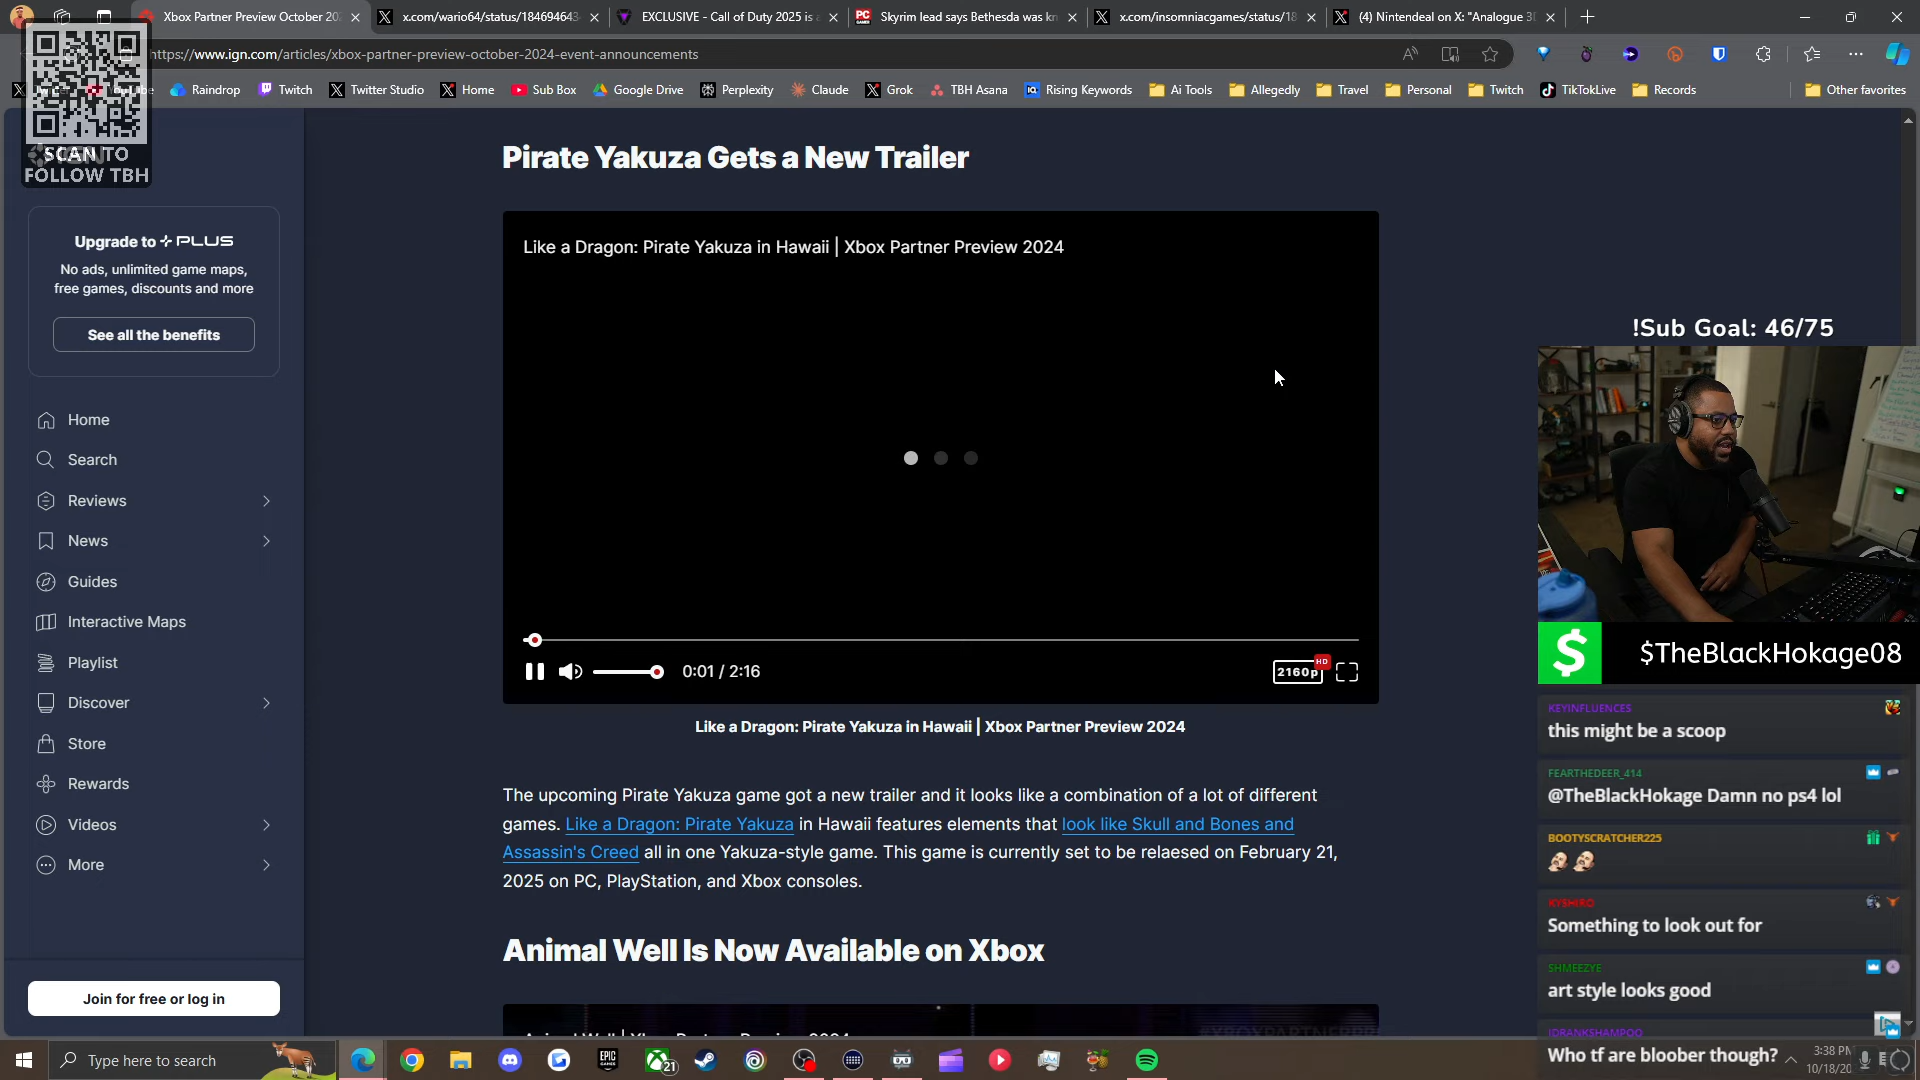 Xbox Partner Preview October 20
x.com/wario64/status/184694643
EXCLUSIVE - Call of Duty 2025 is a
Skyrim lead says Bethesda was kn
x.com/insomniacgames/status/18
(4) Nintendeal on X: "Analogue 3D
https://www.ign.com/articles/xbox-partner-preview-october-2024-event-announcements
Raindrop
Twitch
Twitter Studio
Home
Sub Box
Google Drive
Perplexity
Claude
Grok
TBH Asana
Rising Keywords
Ai Tools
Allegedly
Travel
Personal
Twitch
TikTokLive
Records
Other favorites
SCAN TO
FOLLOW TBH
Upgrade to PLUS
No ads, unlimited game maps,
free games, discounts and more
See all the benefits
Home
Search
Reviews
News
Guides
Interactive Maps
Playlist
Discover
Store
Rewards
Videos
More
Join for free or log in
Pirate Yakuza Gets a New Trailer
Like a Dragon: Pirate Yakuza in Hawaii | Xbox Partner Preview 2024
0:01 / 2:16
2160p
HD
Like a Dragon: Pirate Yakuza in Hawaii | Xbox Partner Preview 2024
The upcoming Pirate Yakuza game got a new trailer and it looks like a combination of a lot of different
games. Like a Dragon: Pirate Yakuza in Hawaii features elements that look like Skull and Bones and
Assassin's Creed all in one Yakuza-style game. This game is currently set to be relaesed on February 21,
2025 on PC, PlayStation, and Xbox consoles.
Animal Well Is Now Available on Xbox
!Sub Goal: 46/75
$TheBlackHokage08
KEYINFLUENCES
this might be a scoop
FEARTHEDEER_414
@TheBlackHokage Damn no ps4 lol
BOOTYSCRATCHER225
KYSHIRO
Something to look out for
SHMEEZYE
art style looks good
IDRANKSHAMPOO
Who tf are bloober though?
Type here to search
EPIC
GAMES
21
3:38 PM
10/18/20